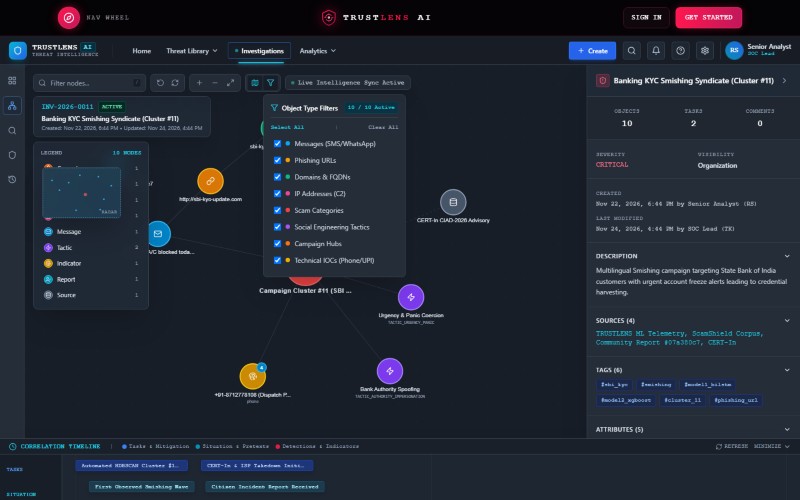 NAV WHEEL
TRUSTLENS AI
SIGN IN
GET STARTED
TRUSTLENS AI
THREAT INTELLIGENCE
Home
Threat Library
Investigations
Analytics
Create
RS
Senior Analyst
SOC Lead
Filter nodes...
/
Live Intelligence Sync Active
INV-2026-0011
ACTIVE
Banking KYC Smishing Syndicate (Cluster #11)
Created: Nov 22, 2026, 6:44 PM • Updated: Nov 24, 2026, 4:44 PM
LEGEND
10 NODES
1
1
1
1
Message 1
Tactic 2
Indicator 1
Report 1
Source 1
Object Type Filters
10 / 10 Active
Select All
|
Clear All
Messages (SMS/WhatsApp)
Phishing URLs
Domains & FQDNs
IP Addresses (C2)
Scam Categories
Social Engineering Tactics
Campaign Hubs
Technical IOCs (Phone/UPI)
http://sbi-kyc-update.com
YC blocked toda...
CERT-In CIAD-2026 Advisory
Campaign Cluster #11 (SBI ...
Urgency & Panic Coercion
TACTIC_URGENCY_PANIC
4
+91-8712778108 (Dispatch P...
phone
Bank Authority Spoofing
TACTIC_AUTHORITY_IMPERSONATION
Banking KYC Smishing Syndicate (Cluster #11)
OBJECTS
TASKS
COMMENTS
10
2
0
SEVERITY
VISIBILITY
CRITICAL
Organization
CREATED
Nov 22, 2026, 6:44 PM by Senior Analyst (RS)
LAST MODIFIED
Nov 24, 2026, 4:44 PM by SOC Lead (TK)
DESCRIPTION
Multilingual Smishing campaign targeting State Bank of India
customers with urgent account freeze alerts leading to credential
harvesting.
SOURCES (4)
TRUSTLENS ML Telemetry, ScamShield Corpus,
Community Report #07a380c7, CERT-In
TAGS (6)
#sbi_kyc
#smishing
#model1_bilstm
#model2_xgboost
#cluster_11
#phishing_url
ATTRIBUTES (5)
CORRELATION TIMELINE
|
Tasks & Mitigation
Situation & Pretexts
Detections & Indicators
REFRESH
MINIMIZE
TASKS
Automated HDBSCAN Cluster #1...
CERT-In & ISP Takedown Initi...
First Observed Smishing Wave
Citizen Incident Report Received
SITUATION